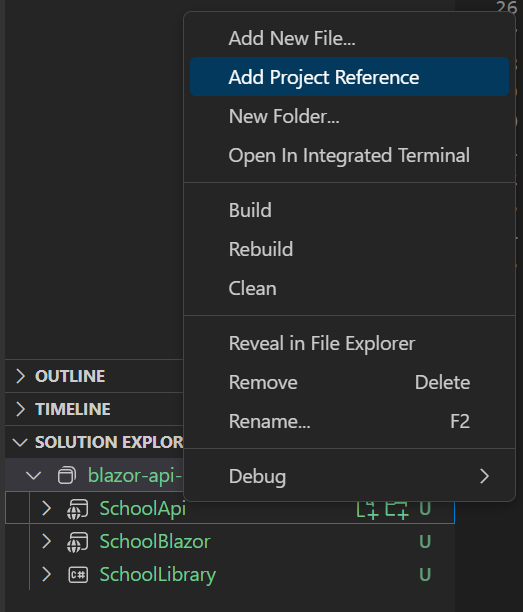 26
Add New File...
Add Project Reference
New Folder...
Open In Integrated Terminal
Build
Rebuild
Clean
Reveal in File Explorer
Remove Delete
Rename... F2
Debug
OUTLINE
TIMELINE
SOLUTION EXPLOR
blazor-api-
SchoolApi U
SchoolBlazor U
C# SchoolLibrary U